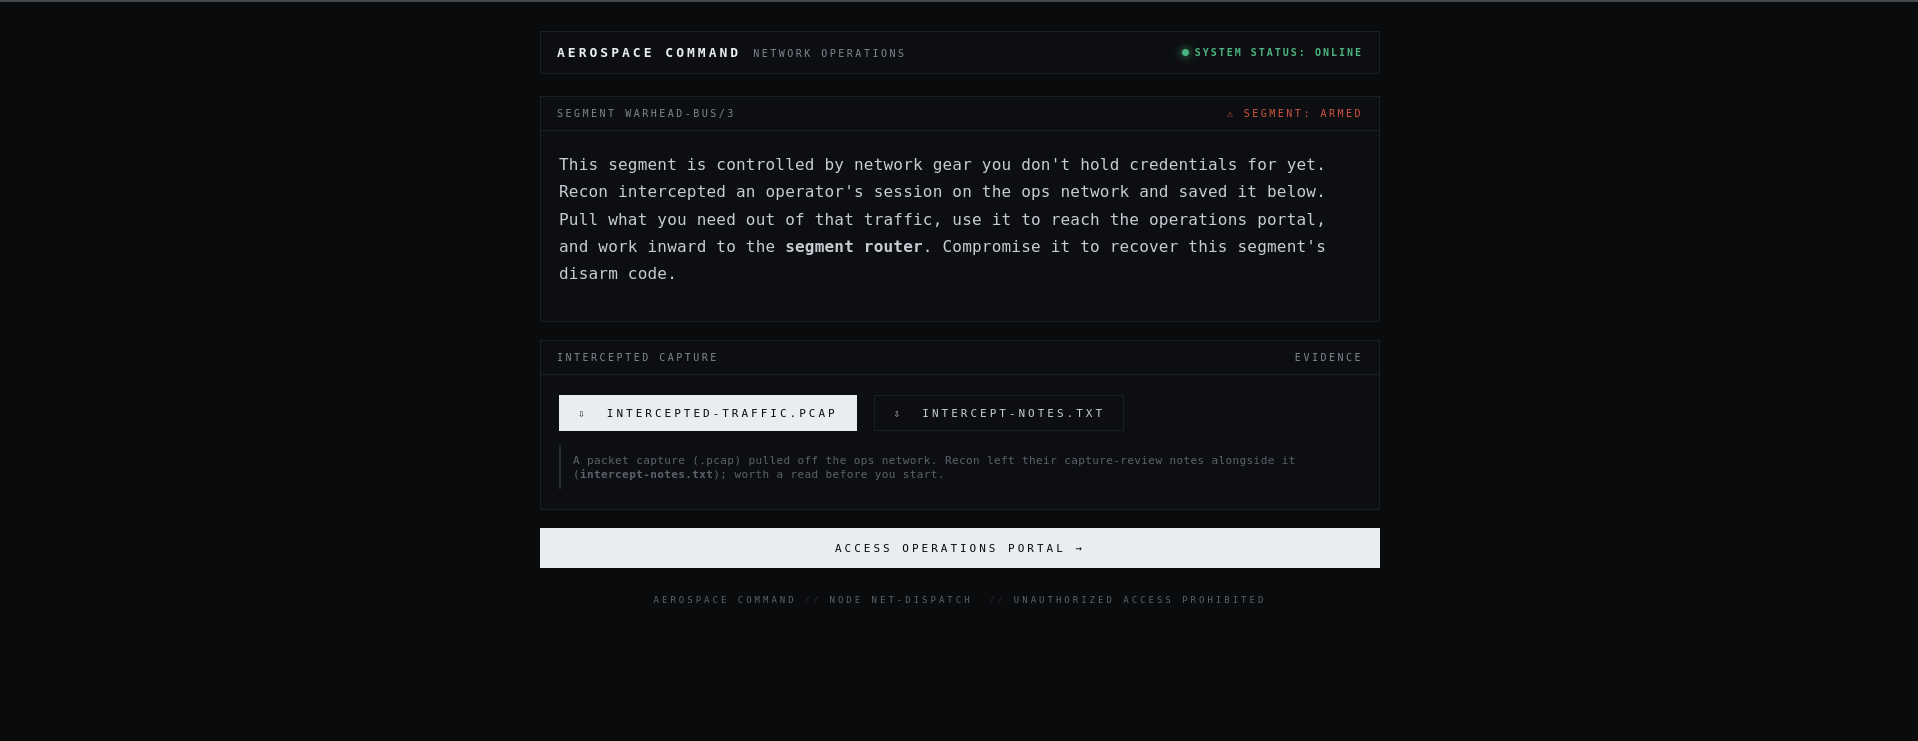 AEROSPACE COMMAND NETWORK OPERATIONS
SYSTEM STATUS: ONLINE
SEGMENT WARHEAD-BUS/3
⚠ SEGMENT: ARMED
This segment is controlled by network gear you don't hold credentials for yet.
Recon intercepted an operator's session on the ops network and saved it below.
Pull what you need out of that traffic, use it to reach the operations portal,
and work inward to the segment router. Compromise it to recover this segment's
disarm code.
INTERCEPTED CAPTURE
EVIDENCE
⇩ INTERCEPTED-TRAFFIC.PCAP
⇩ INTERCEPT-NOTES.TXT
A packet capture (.pcap) pulled off the ops network. Recon left their capture-review notes alongside it
(intercept-notes.txt); worth a read before you start.
ACCESS OPERATIONS PORTAL →
AEROSPACE COMMAND // NODE NET-DISPATCH // UNAUTHORIZED ACCESS PROHIBITED